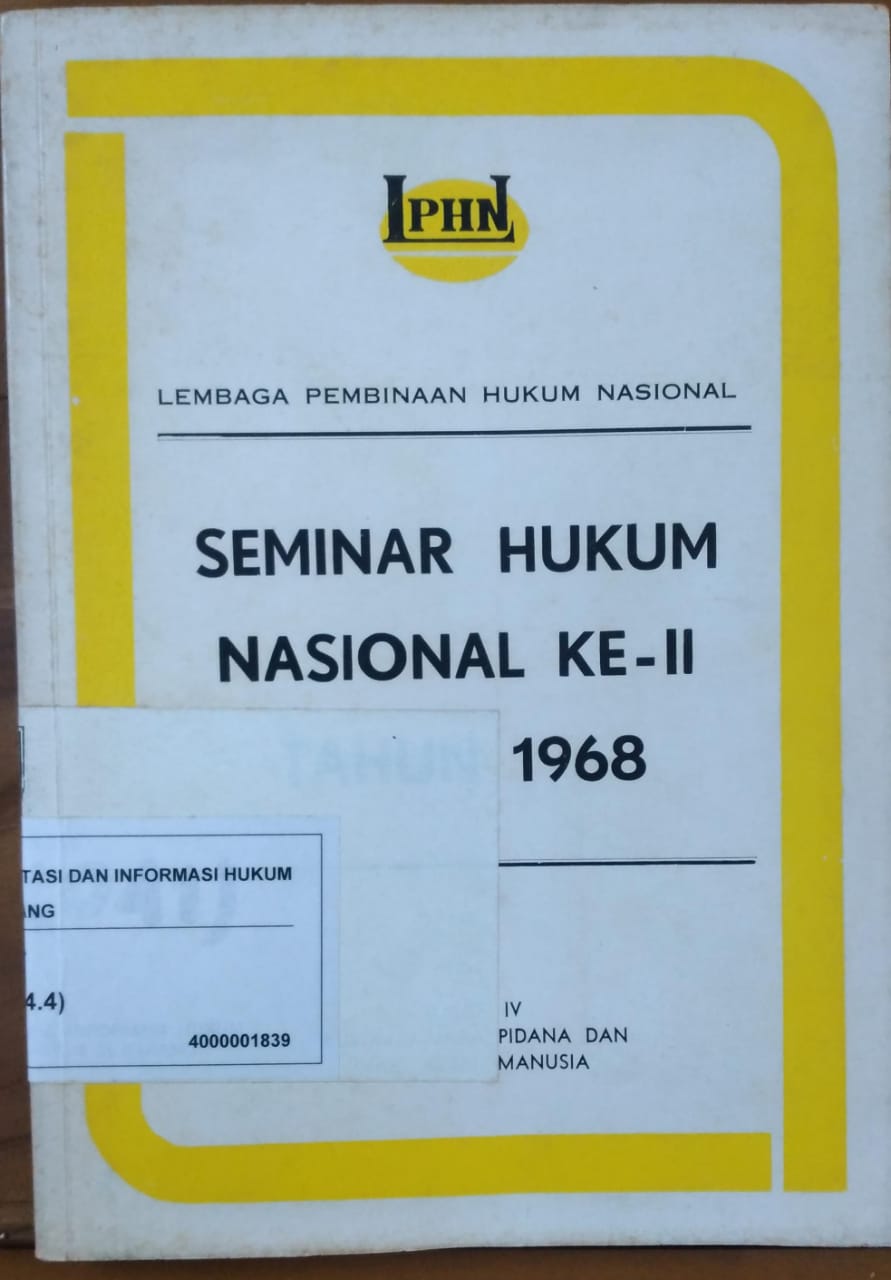 LPHN
LEMBAGA PEMBINAAN HUKUM NASIONAL
SEMINAR HUKUM
NASIONAL KE-II
TAHUN 1968
TASI DAN INFORMASI HUKUM
ANG
4.4)
4000001839
IV
PIDANA DAN
MANUSIA